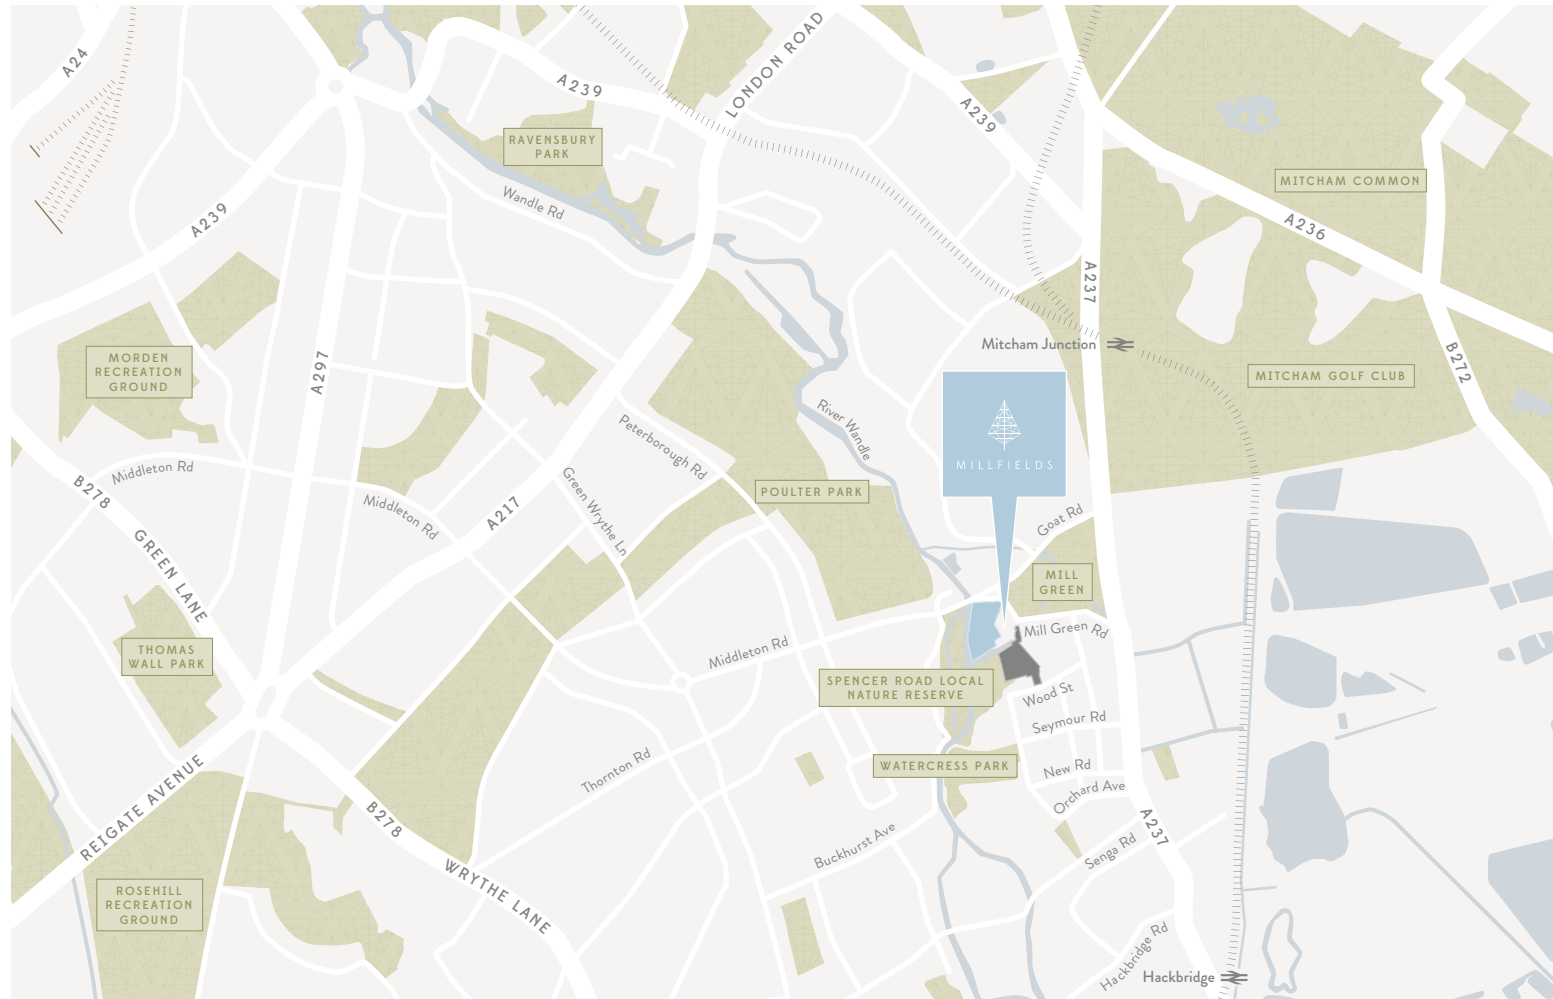 A24
A239
LONDON ROAD
A239
RAVENSBURY
PARK
Wandle Rd
MITCHAM COMMON
A239
A236
A237
Mitcham Junction
MORDEN
RECREATION
GROUND
A297
B272
MITCHAM GOLF CLUB
River Wandle
Peterborough Rd
MILLFIELDS
Middleton Rd
B278
Middleton Rd
A217
Green Wrythe Ln
POULTER PARK
Goat Rd
GREEN LANE
MILL
GREEN
Mill Green Rd
THOMAS
WALL PARK
Middleton Rd
SPENCER ROAD LOCAL
NATURE RESERVE
Wood St
Seymour Rd
Thornton Rd
WATERCRESS PARK
New Rd
Orchard Ave
REIGATE AVENUE
B278
A237
Buckhurst Ave
Senga Rd
WRYTHE LANE
ROSEHILL
RECREATION
GROUND
Hackbridge Rd
Hackbridge